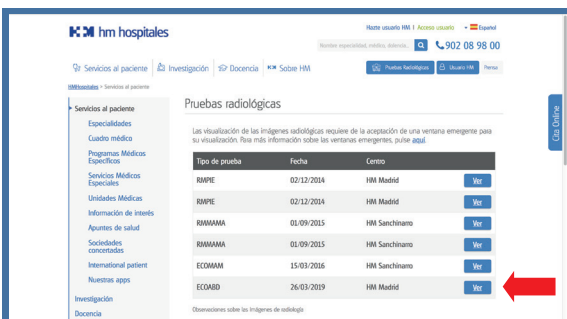 hm hospitales
Hazte usuario HM | Acceso usuario Español
Nombre especialidad, médico, dolencia...
902 08 98 00
Servicios al paciente Investigación Docencia Sobre HM
Pruebas Radiológicas Usuario HM Prensa
HMHospitales > Servicios al paciente
Servicios al paciente
Especialidades
Cuadro médico
Programas Médicos
Específicos
Servicios Médicos
Especiales
Unidades Médicas
Información de interés
Apuntes de salud
Sociedades
concertadas
International patient
Nuestras apps
Investigación
Docencia
Pruebas radiológicas
Las visualización de las imágenes radiológicas requiere de la aceptación de una ventana emergente para
su visualización. Para más información sobre las ventanas emergentes, pulse aquí
Tipo de prueba Fecha Centro
RMPIE 02/12/2014 HM Madrid Ver
RMPIE 02/12/2014 HM Madrid Ver
RMMAMA 01/09/2015 HM Sanchinarro Ver
RMMAMA 01/09/2015 HM Sanchinarro Ver
ECOMAM 15/03/2016 HM Sanchinarro Ver
ECOABD 26/03/2019 HM Madrid Ver
Observaciones sobre las imágenes de radiología
Cita Online